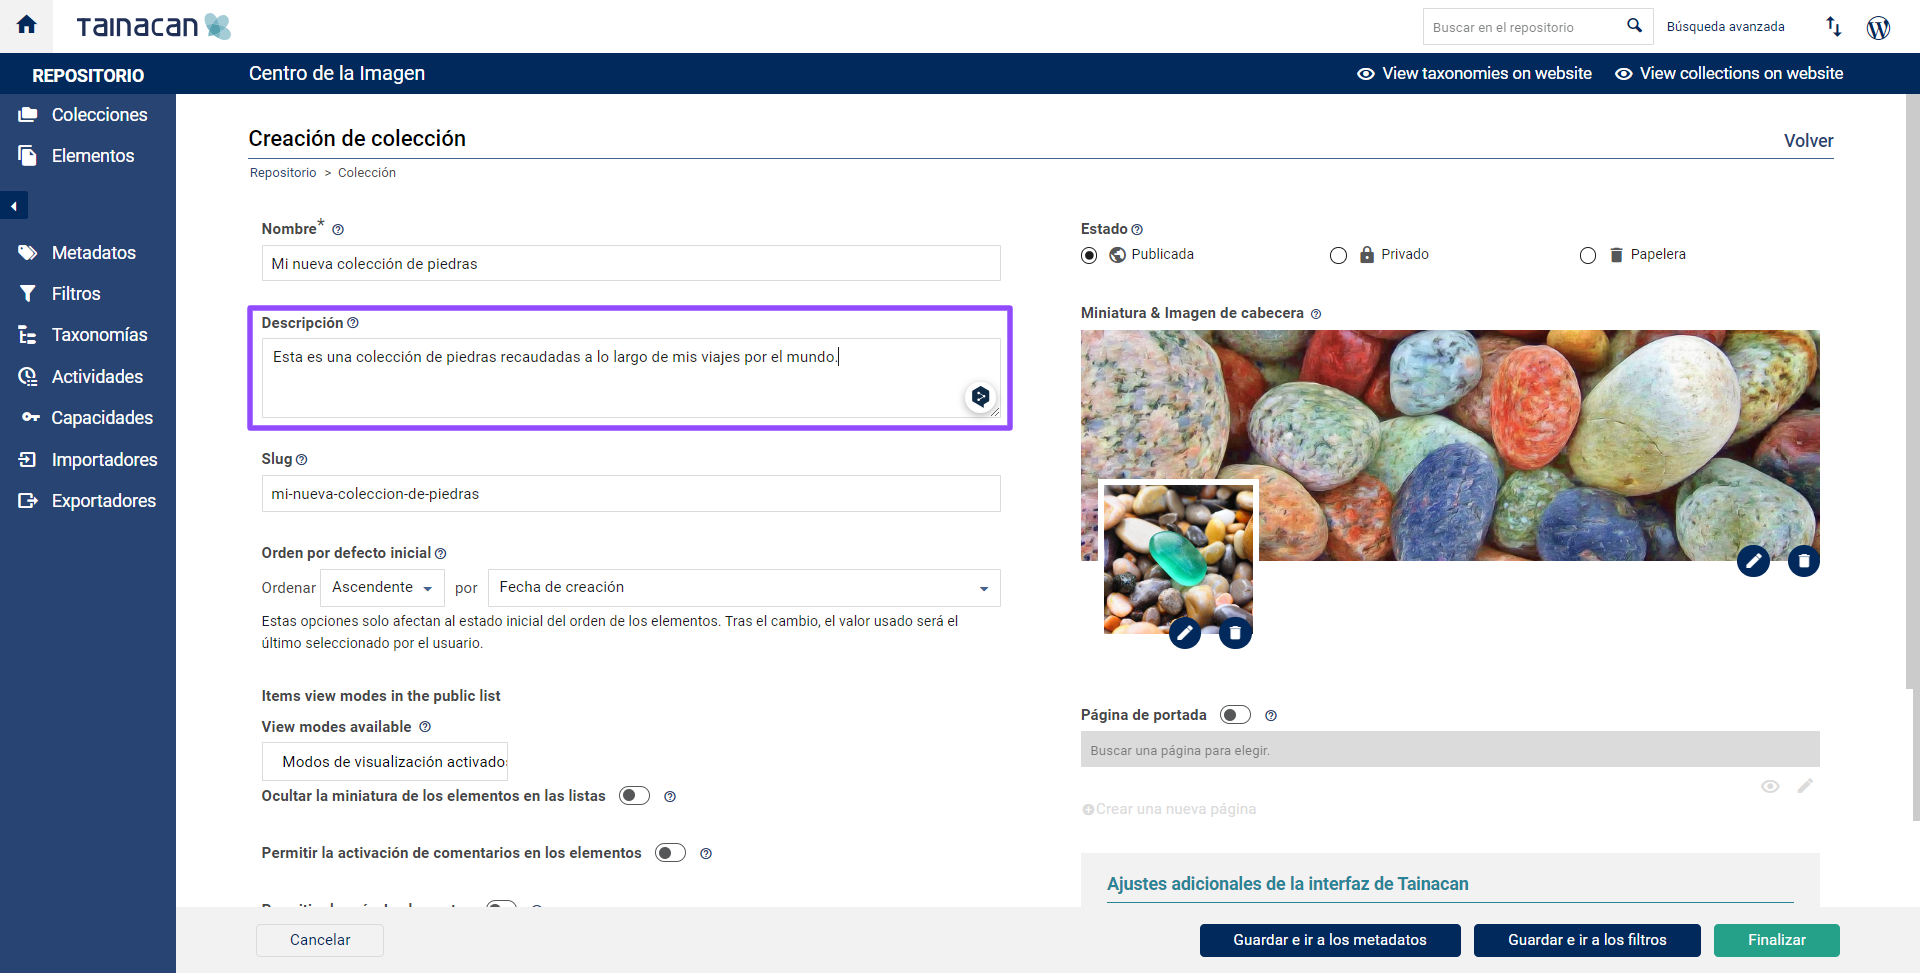 Tainacan
Buscar en el repositorio
Búsqueda avanzada
REPOSITORIO
Centro de la Imagen
View taxonomies on website
View collections on website
Colecciones
Elementos
Metadatos
Filtros
Taxonomías
Actividades
Capacidades
Importadores
Exportadores
Creación de colección
Volver
Repositorio > Colección
Nombre*
Mi nueva colección de piedras
Descripción
Esta es una colección de piedras recaudadas a lo largo de mis viajes por el mundo.
Slug
mi-nueva-coleccion-de-piedras
Orden por defecto inicial
Ordenar Ascendente por Fecha de creación
Estas opciones solo afectan al estado inicial del orden de los elementos. Tras el cambio, el valor usado será el
último seleccionado por el usuario.
Items view modes in the public list
View modes available
Modos de visualización activados
Ocultar la miniatura de los elementos en las listas
Permitir la activación de comentarios en los elementos
Estado
Publicada
Privado
Papelera
Miniatura & Imagen de cabecera
Página de portada
Buscar una página para elegir.
Crear una nueva página
Ajustes adicionales de la interfaz de Tainacan
Cancelar
Guardar e ir a los metadatos
Guardar e ir a los filtros
Finalizar